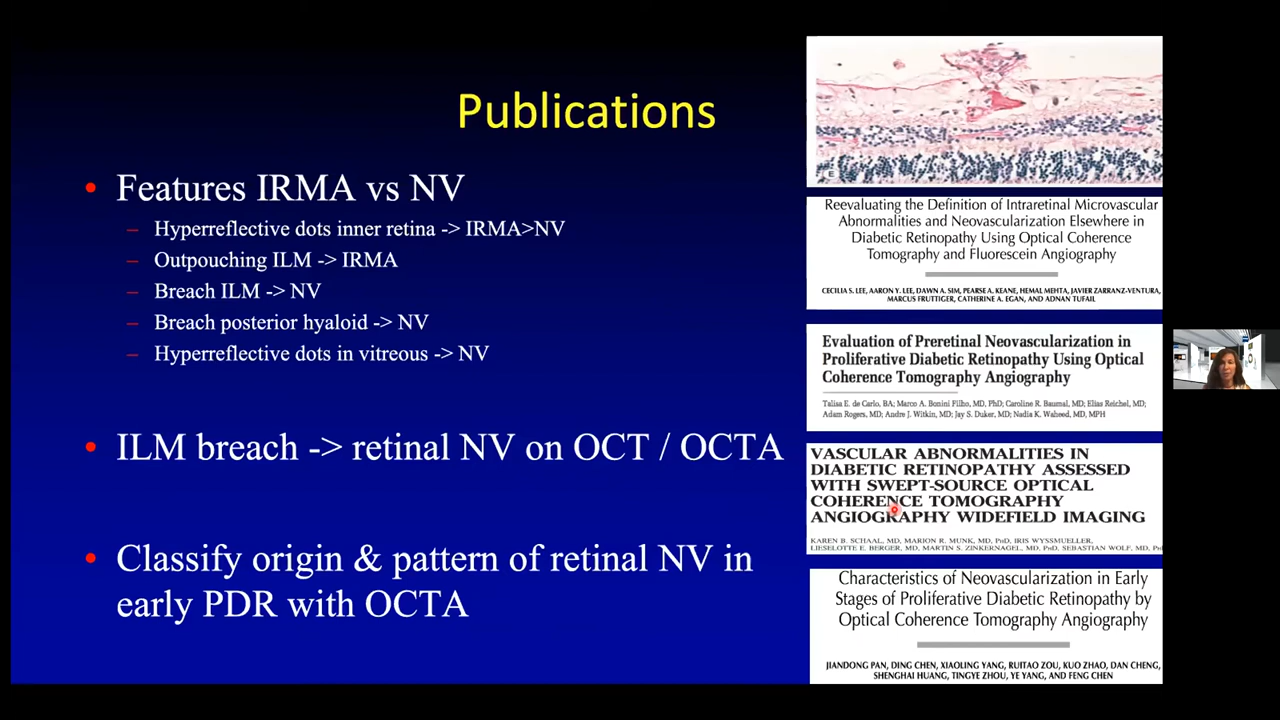 Publications
• Features IRMA vs NV
– Hyperreflective dots inner retina -> IRMA>NV
– Outpouching ILM -> IRMA
– Breach ILM -> NV
– Breach posterior hyaloid -> NV
– Hyperreflective dots in vitreous -> NV
• ILM breach -> retinal NV on OCT / OCTA
• Classify origin & pattern of retinal NV in
early PDR with OCTA
E
Reevaluating the Definition of Intraretinal Microvascular
Abnormalities and Neovascularization Elsewhere in
Diabetic Retinopathy Using Optical Coherence
Tomography and Fluorescein Angiography
CECILIA S. LEE, AARON Y. LEE, DAWN A. SIM, PEARSE A. KEANE, HEMAL MEHTA, JAVIER ZARRANZ-VENTURA,
MARCUS FRUTTIGER, CATHERINE A. EGAN, AND ADNAN TUFAIL
Evaluation of Preretinal Neovascularization in
Proliferative Diabetic Retinopathy Using Optical
Coherence Tomography Angiography
Talisa E. de Carlo, BA; Marco A. Bonini Filho, MD, PhD; Caroline R. Baumal, MD; Elias Reichel, MD;
Adam Rogers, MD; Andre J. Witkin, MD; Jay S. Duker, MD; Nadia K. Waheed, MD, MPH
VASCULAR ABNORMALITIES IN
DIABETIC RETINOPATHY ASSESSED
WITH SWEPT-SOURCE OPTICAL
COHERENCE TOMOGRAPHY
ANGIOGRAPHY WIDEFIELD IMAGING
KAREN B. SCHAAL, MD, MARION R. MUNK, MD, PHD, IRIS WYSSMUELLER,
LIESELOTTE E. BERGER, MD, MARTIN S. ZINKERNAGEL, MD, PHD, SEBASTIAN WOLF, MD, PH
Characteristics of Neovascularization in Early
Stages of Proliferative Diabetic Retinopathy by
Optical Coherence Tomography Angiography
JIANDONG PAN, DING CHEN, XIAOLING YANG, RUITAO ZOU, KUO ZHAO, DAN CHENG,
SHENGHAI HUANG, TINGYE ZHOU, YE YANG, AND FENG CHEN